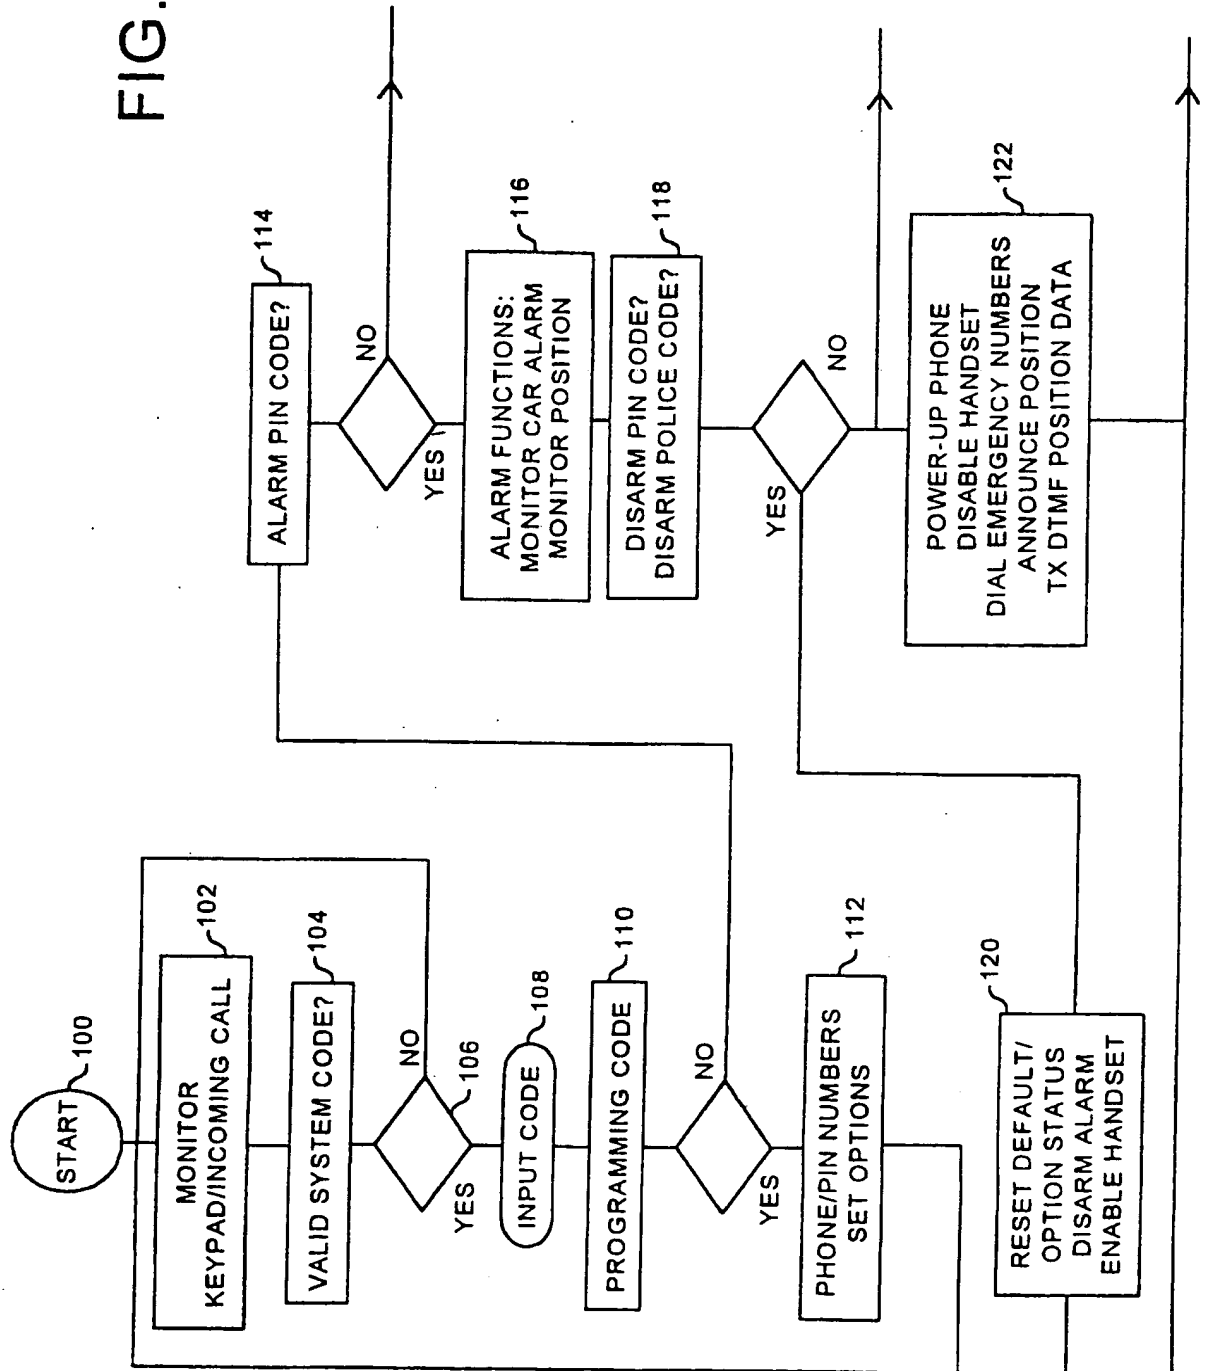 FIG.
START
100
MONITOR
KEYPAD/INCOMING CALL
102
VALID SYSTEM CODE?
104
NO
106
YES
INPUT CODE
108
PROGRAMMING CODE
110
NO
YES
PHONE/PIN NUMBERS
SET OPTIONS
112
RESET DEFAULT/
OPTION STATUS
DISARM ALARM
ENABLE HANDSET
120
ALARM PIN CODE?
114
NO
YES
ALARM FUNCTIONS:
MONITOR CAR ALARM
MONITOR POSITION
116
DISARM PIN CODE?
DISARM POLICE CODE?
118
YES
NO
POWER-UP PHONE
DISABLE HANDSET
DIAL EMERGENCY NUMBERS
ANNOUNCE POSITION
TX DTMF POSITION DATA
122